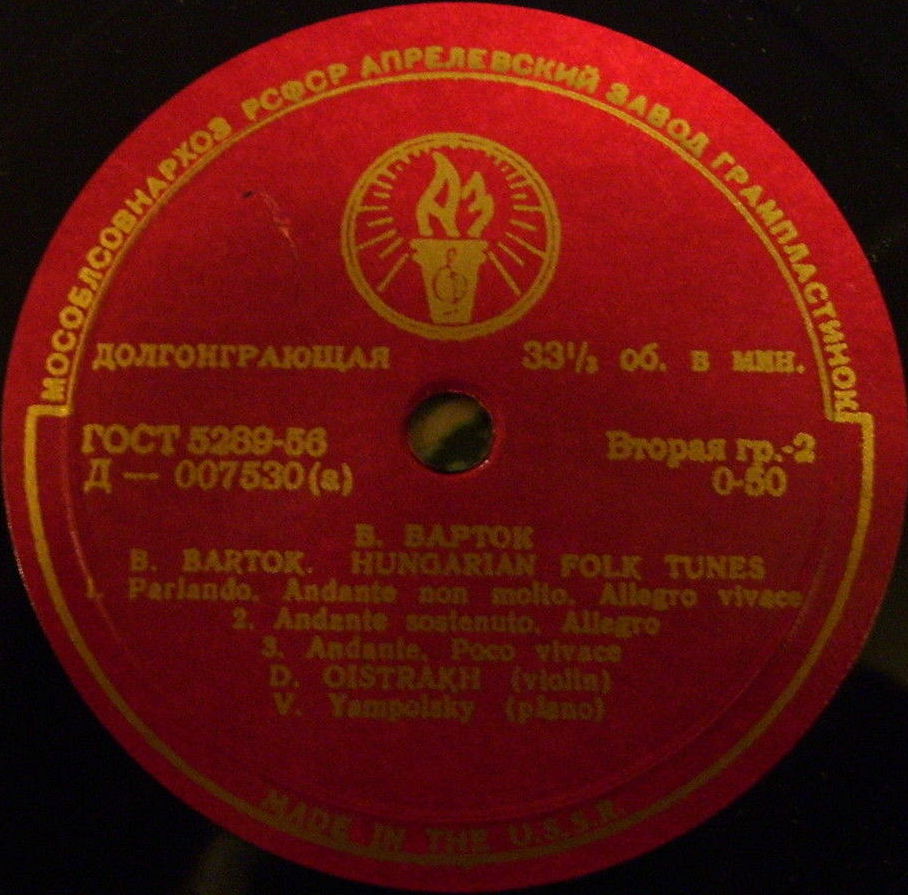 МОСОБЛСОВНАРХОЗ РСФСР АПРЕЛЕВСКИЙ ЗАВОД ГРАМПЛАСТИНОК
АЗ
ДОЛГОИГРАЮЩАЯ 33⅓ об. в мин.
ГОСТ 5289-56 Вторая гр.-2
Д — 007530(а) 0-50
Б. БАРТОК
B. BARTOK. HUNGARIAN FOLK TUNES
1. Parlando. Andante non molto. Allegro vivace
2. Andante sostenuto. Allegro
3. Andante. Poco vivace
D. OISTRAKH (violin)
V. Yampolsky (piano)
MADE IN THE U.S.S.R